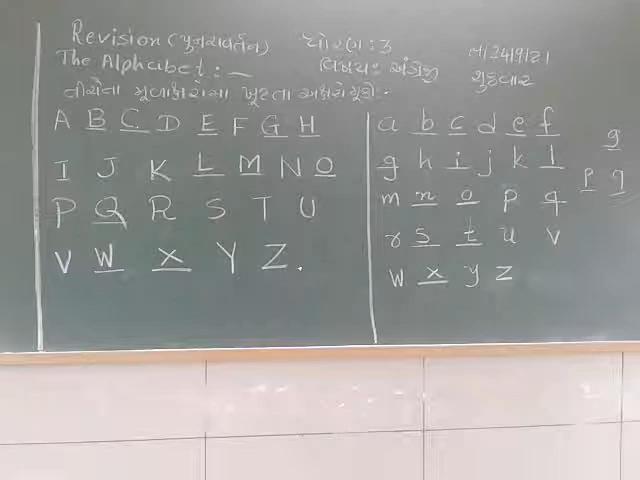 Revision (પુનરાવર્તન) ધોરણ: ૩
The Alphabet: — વિષય: અંગ્રેજી
ગુરુવાર
નીચેના મૂળાક્ષરોમાં ખૂટતા અક્ષરો પૂરો.
A B C D E F G H
I J K L M N O
P Q R S T U
V W X Y Z.
a b c d e f
g h i j k l
m n o p q
r s t u v
w x y z
g
p q